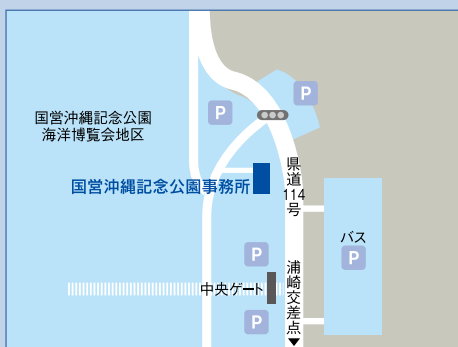 P
P
国営沖縄記念公園
海洋博覧会地区
国営沖縄記念公園事務所
県道114号
バス
P
P
中央ゲート
浦崎交差点▼
P